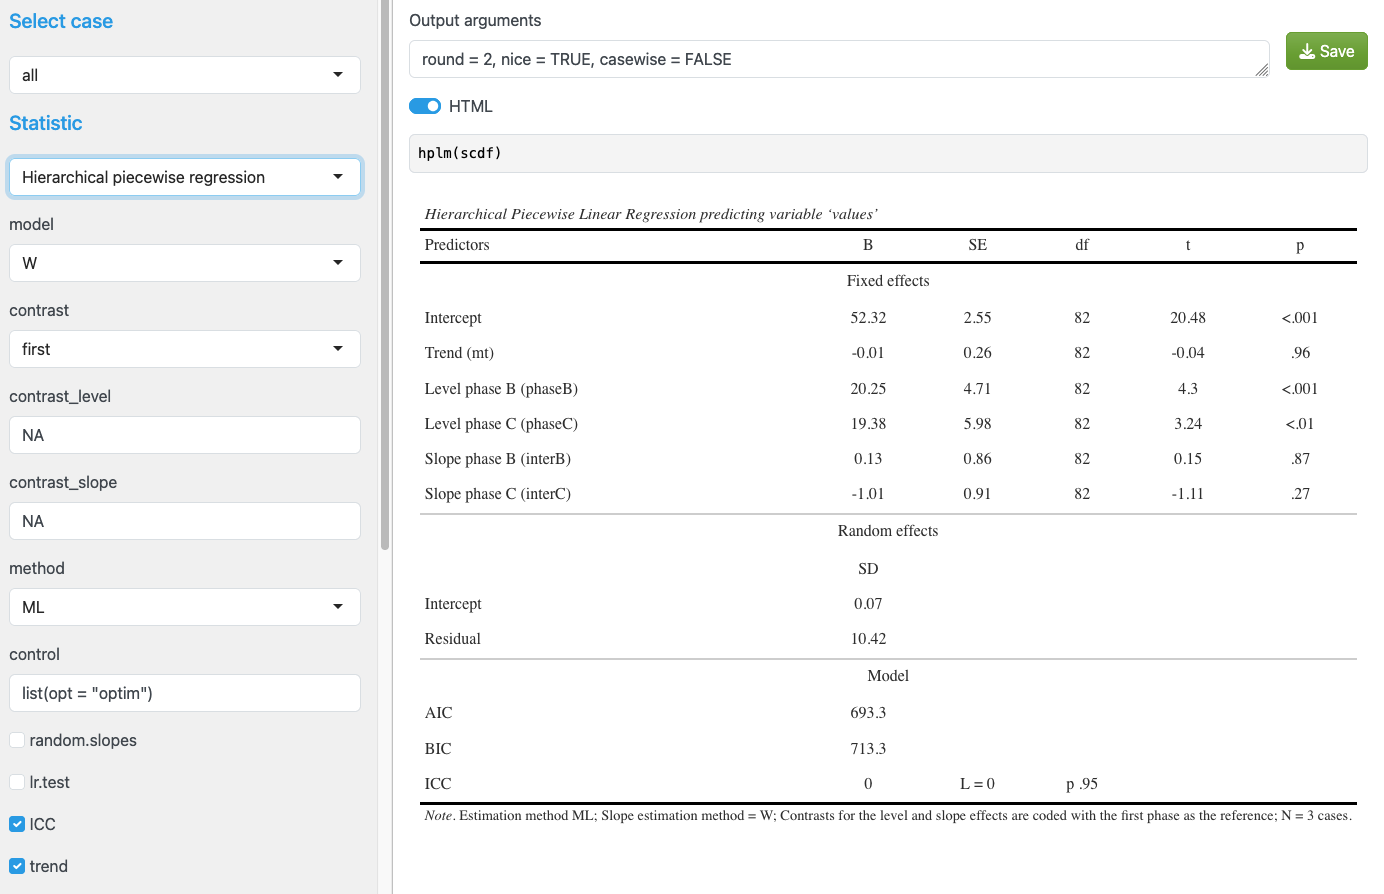 Select case
all
Statistic
Hierarchical piecewise regression
model
W
contrast
first
contrast_level
NA
contrast_slope
NA
method
ML
control
list(opt = "optim")
random.slopes
lr.test
ICC
trend
Output arguments
round = 2, nice = TRUE, casewise = FALSE
Save
HTML
hplm(scdf)
Hierarchical Piecewise Linear Regression predicting variable ‘values’
Predictors B SE df t p
Fixed effects
Intercept 52.32 2.55 82 20.48 <.001
Trend (mt) -0.01 0.26 82 -0.04 .96
Level phase B (phaseB) 20.25 4.71 82 4.3 <.001
Level phase C (phaseC) 19.38 5.98 82 3.24 <.01
Slope phase B (interB) 0.13 0.86 82 0.15 .87
Slope phase C (interC) -1.01 0.91 82 -1.11 .27
Random effects
SD
Intercept 0.07
Residual 10.42
Model
AIC 693.3
BIC 713.3
ICC 0 L = 0 p .95
Note. Estimation method ML; Slope estimation method = W; Contrasts for the level and slope effects are coded with the first phase as the reference; N = 3 cases.